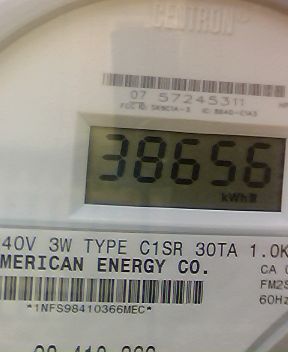 CENTRON
07 57245311
38656
kWh
40V 3W TYPE C1SR 30TA 1.0K
MERICAN ENERGY CO.
CA
FM2S
60Hz
*1NFS98410366MEC*